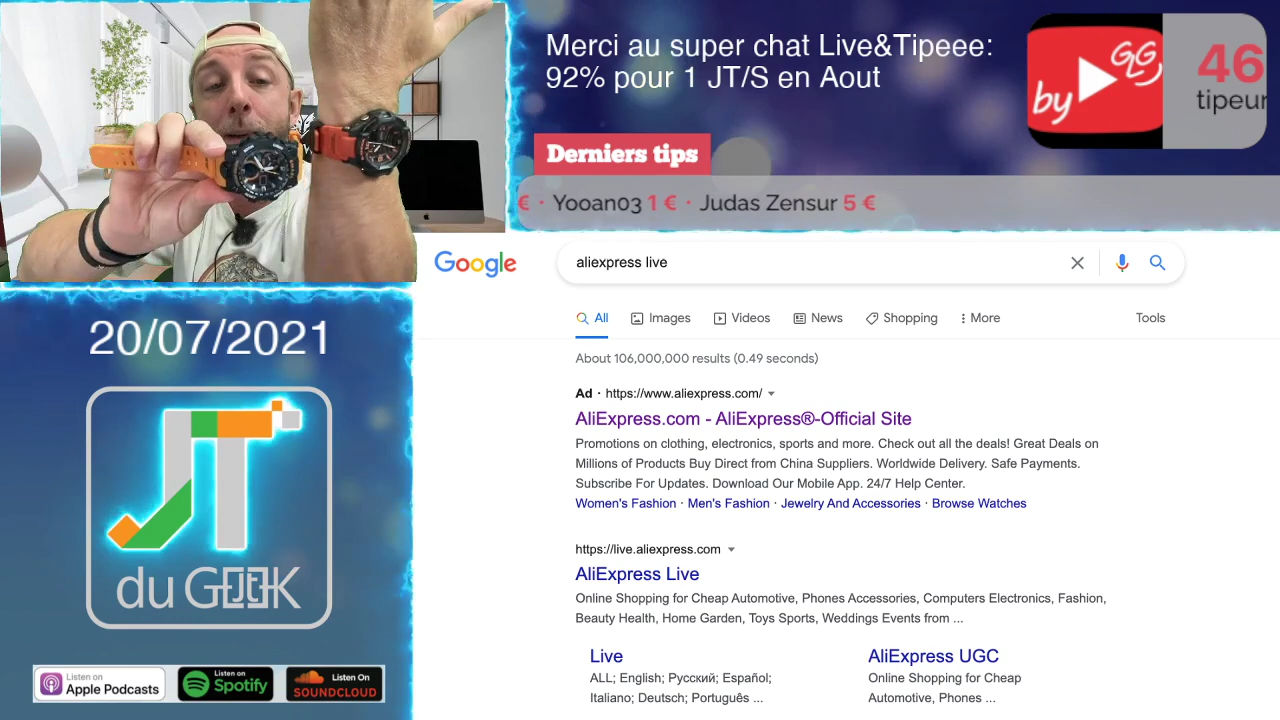 Merci au super chat Live&Tipeee:
92% pour 1 JT/S en Aout
by GLG
46
tipeur
Derniers tips
€ · Yooan03 1 € · Judas Zensur 5 €
Google
aliexpress live
All Images Videos News Shopping More Tools
About 106,000,000 results (0.49 seconds)
Ad · https://www.aliexpress.com/
AliExpress.com - AliExpress®-Official Site
Promotions on clothing, electronics, sports and more. Check out all the deals! Great Deals on
Millions of Products Buy Direct from China Suppliers. Worldwide Delivery. Safe Payments.
Subscribe For Updates. Download Our Mobile App. 24/7 Help Center.
Women's Fashion · Men's Fashion · Jewelry And Accessories · Browse Watches
https://live.aliexpress.com
AliExpress Live
Online Shopping for Cheap Automotive, Phones Accessories, Computers Electronics, Fashion,
Beauty Health, Home Garden, Toys Sports, Weddings Events from ...
Live
ALL; English; Русский; Español;
Italiano; Deutsch; Português ...
AliExpress UGC
Online Shopping for Cheap
Automotive, Phones ...
20/07/2021
JT
du GEEK
Listen on
Apple Podcasts
Listen on
Spotify
Listen On
SOUNDCLOUD